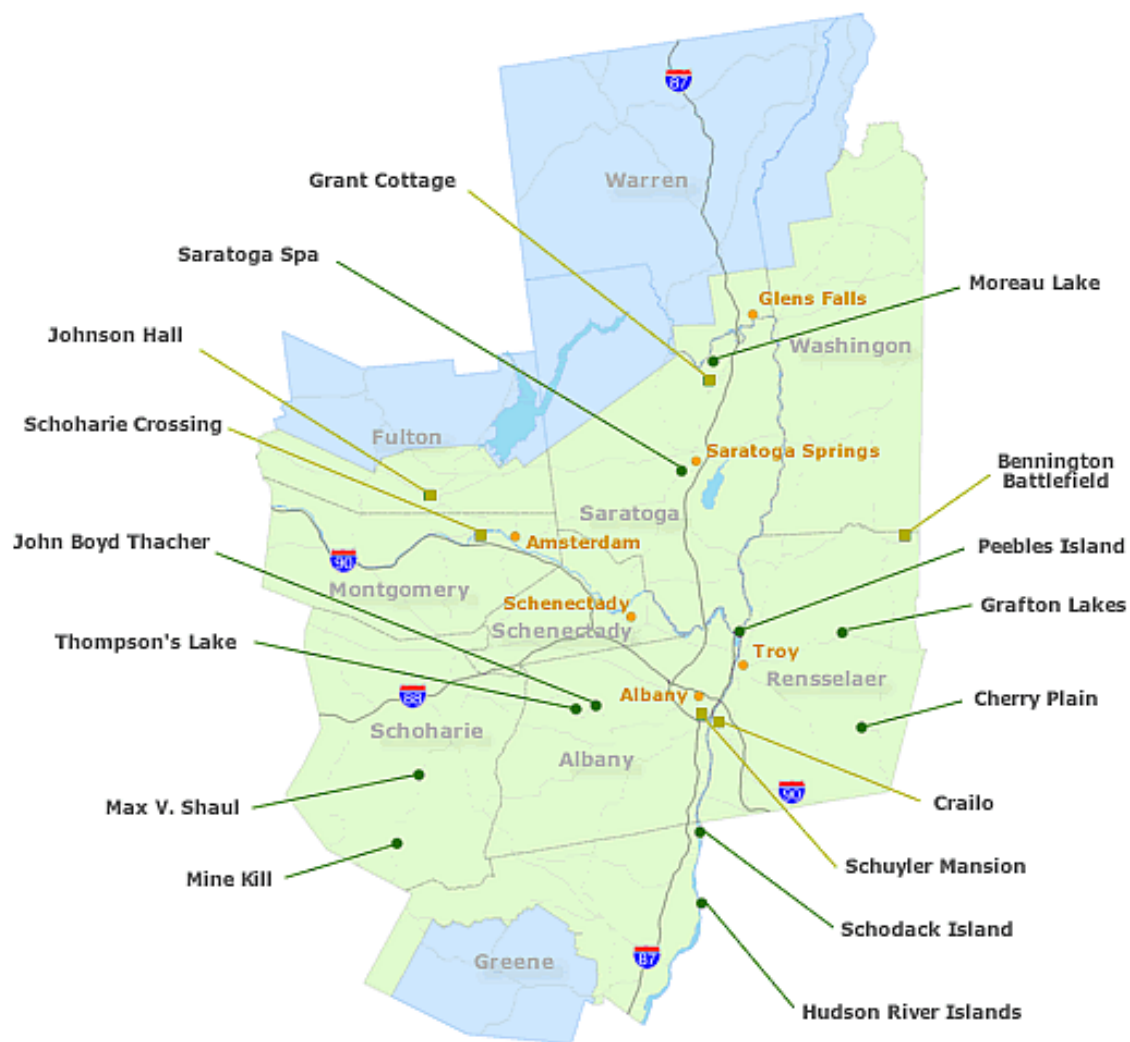 87
Warren
Grant Cottage
Saratoga Spa
Moreau Lake
Glens Falls
Johnson Hall
Washingon
Schoharie Crossing
Fulton
Saratoga Springs
Bennington
Battlefield
Saratoga
John Boyd Thacher
Amsterdam
Peebles Island
90
Montgomery
Schenectady
Grafton Lakes
Schenectady
Thompson's Lake
Troy
Rensselaer
Albany
88
Cherry Plain
Schoharie
Albany
90
Max V. Shaul
Crailo
Schuyler Mansion
Mine Kill
Schodack Island
Greene
87
Hudson River Islands